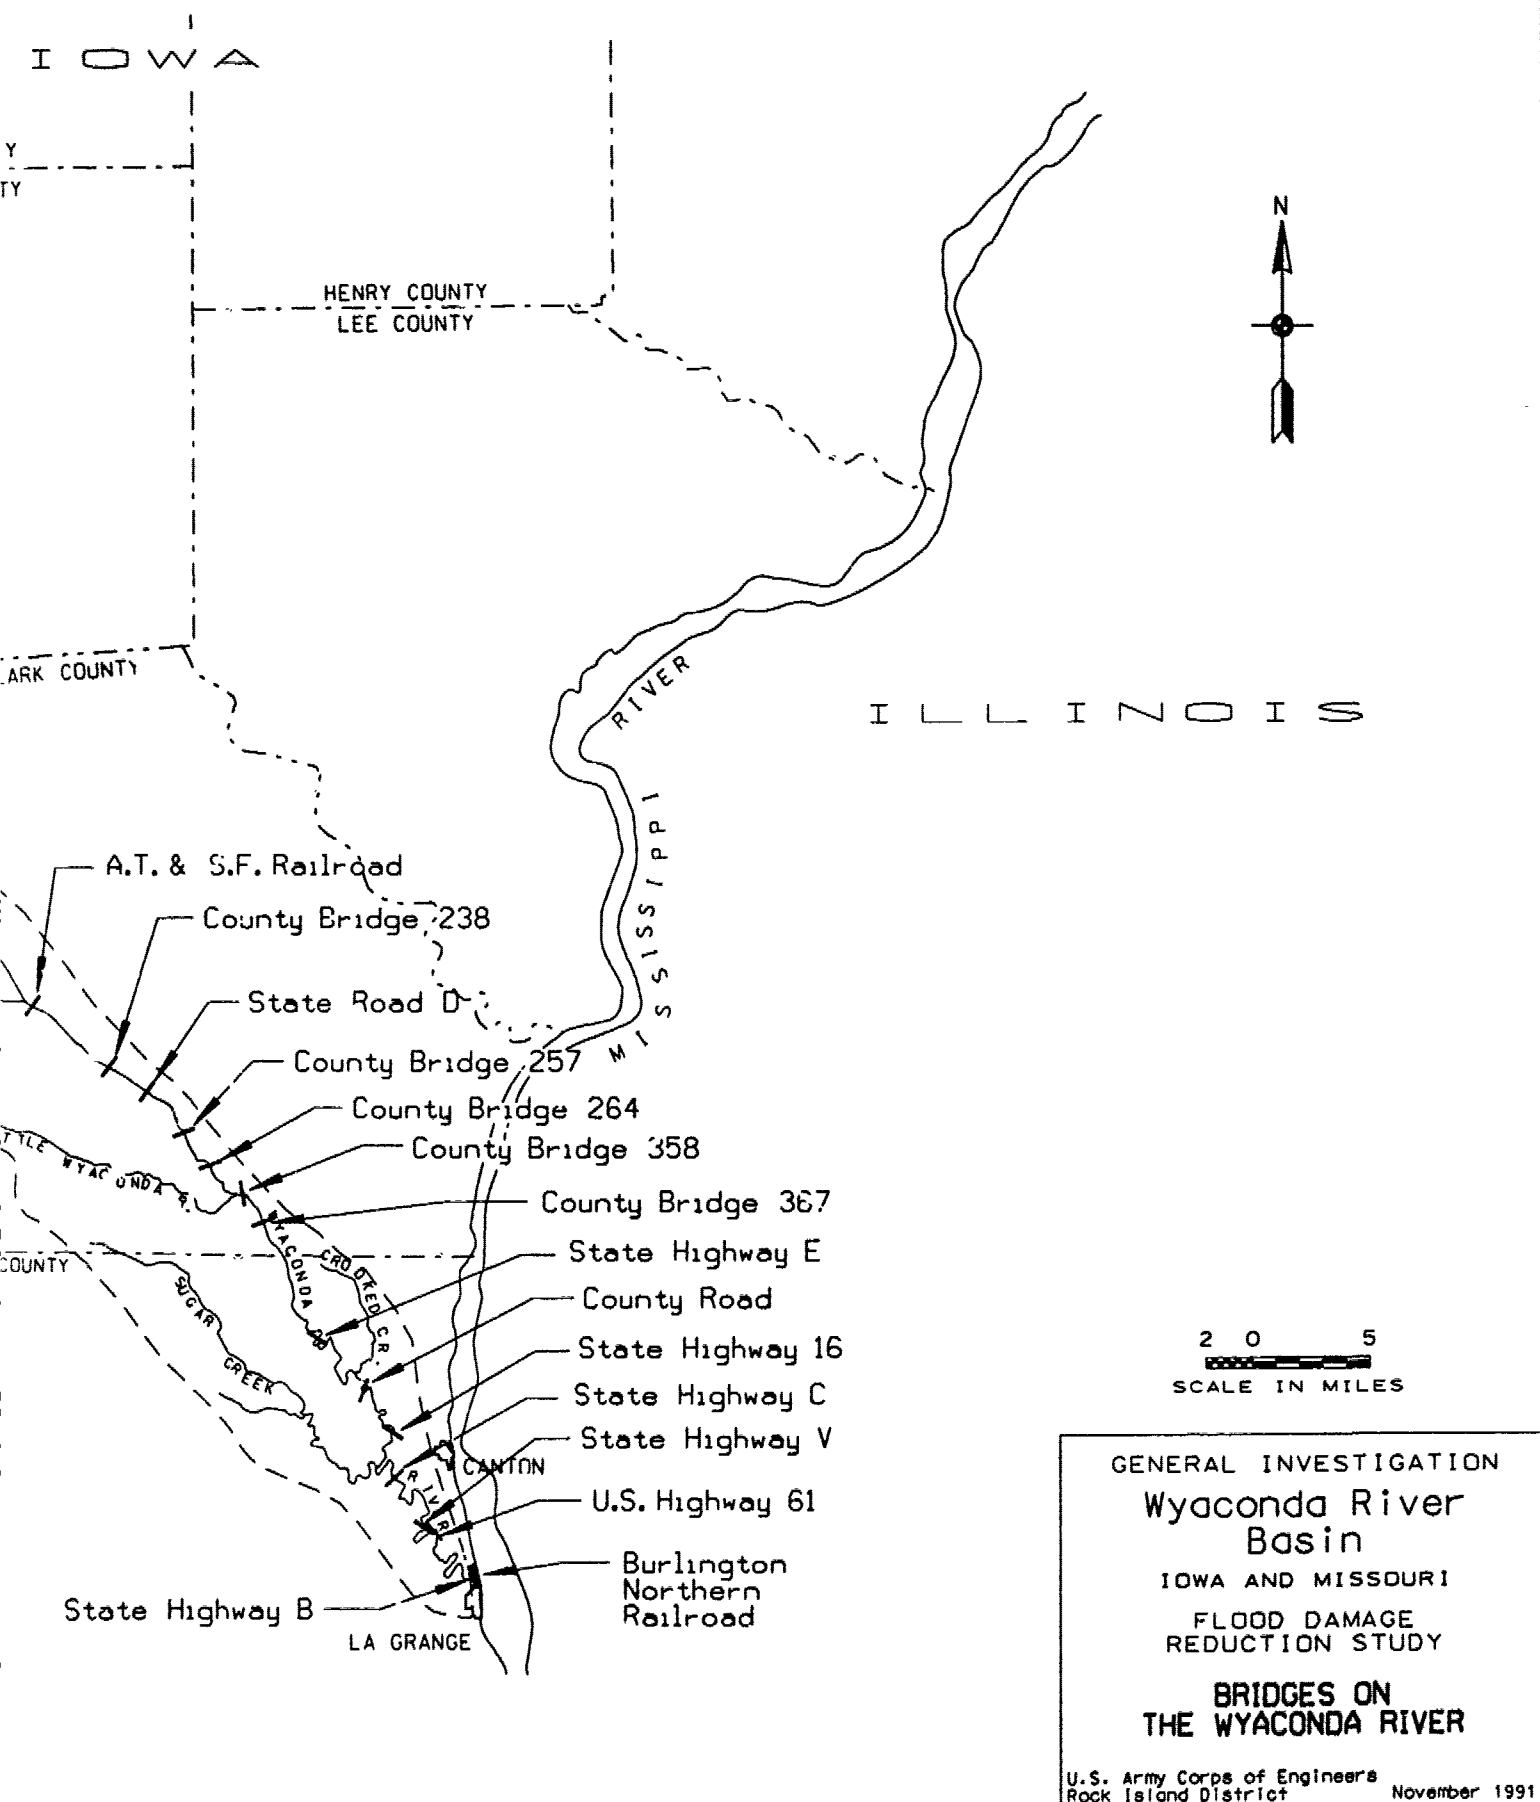 IOWA
Y
TY
N
HENRY COUNTY
LEE COUNTY
ARK COUNTY
RIVER
ILLINOIS
MISSISSIPPI
A.T. & S.F. Railroad
County Bridge 238
State Road D
County Bridge 257
County Bridge 264
County Bridge 358
TTLE WYACONDA R.
County Bridge 367
WYACONDA
State Highway E
COUNTY
CROOKED CR.
SUGAR
CREEK
County Road
State Highway 16
State Highway C
State Highway V
CANTON
RIVER
U.S. Highway 61
Burlington
Northern
Railroad
State Highway B
LA GRANGE
2 0 5
SCALE IN MILES
GENERAL INVESTIGATION
Wyaconda River
Basin
IOWA AND MISSOURI
FLOOD DAMAGE
REDUCTION STUDY
BRIDGES ON
THE WYACONDA RIVER
U.S. Army Corps of Engineers
Rock Island District November 1991